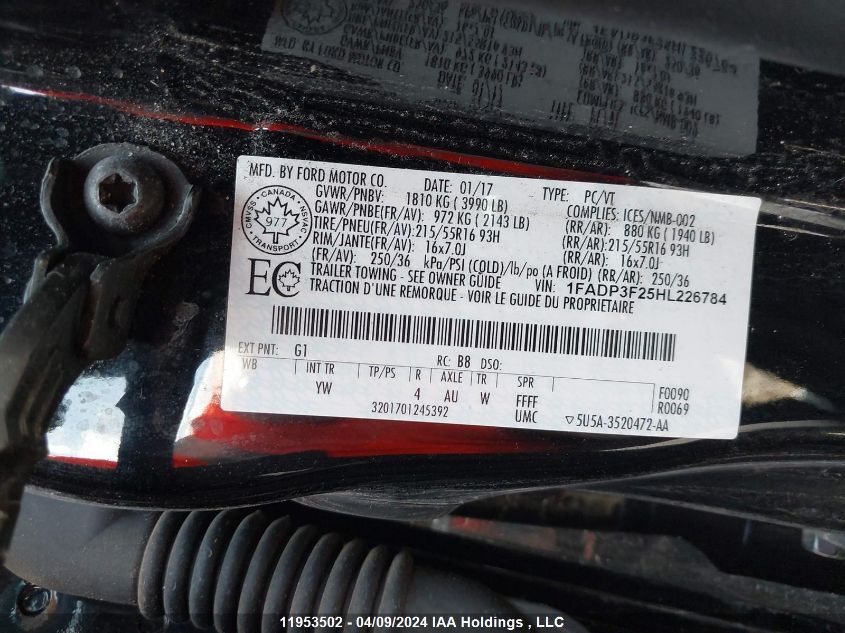 MFD. BY FORD MOTOR CO. DATE: 01/17 TYPE: PC/VT
GVWR/PNBV: 1810 KG ( 3990 LB) COMPLIES: ICES/NMB-002
GAWR/PNBE(FR/AV): 972 KG ( 2143 LB) (RR/AR): 880 KG ( 1940 LB)
TIRE/PNEU(FR/AV):215/55R16 93H (RR/AR):215/55R16 93H
RIM/JANTE(FR/AV): 16x7.0J (RR/AR): 16x7.0J
(FR/AV): 250/36 kPa/PSI (COLD)/lb/po (A FROID) (RR/AR): 250/36
TRAILER TOWING - SEE OWNER GUIDE VIN: 1FADP3F25HL226784
TRACTION D'UNE REMORQUE - VOIR LE GUIDE DU PROPRIETAIRE
CMVSS - CANADA - NSVAC
977
TRANSPORT
EC
EXT PNT: G1 RC: B8 DSO:
WB INT TR TP/PS R AXLE TR SPR F0090
YW 4 AU W FFFF R0069
3201701245392 UMC ▽5U5A-3520472-AA
11953502 - 04/09/2024 IAA Holdings , LLC